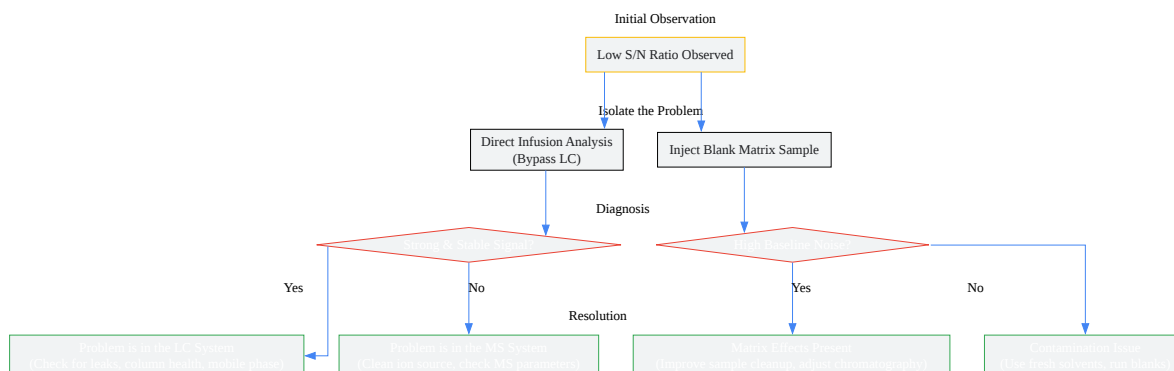 Initial Observation
Low S/N Ratio Observed
Isolate the Problem
Direct Infusion Analysis
(Bypass LC)
Inject Blank Matrix Sample
Diagnosis
Strong & Stable Signal?
High Baseline Noise?
Yes
No
Yes
No
Resolution
Problem is in the LC System
(Check for leaks, column health, mobile phase)
Problem is in the MS System
(Clean ion source, check MS parameters)
Matrix Effects Present
(Improve sample cleanup, adjust chromatography)
Contamination Issue
(Use fresh solvents, run blanks)